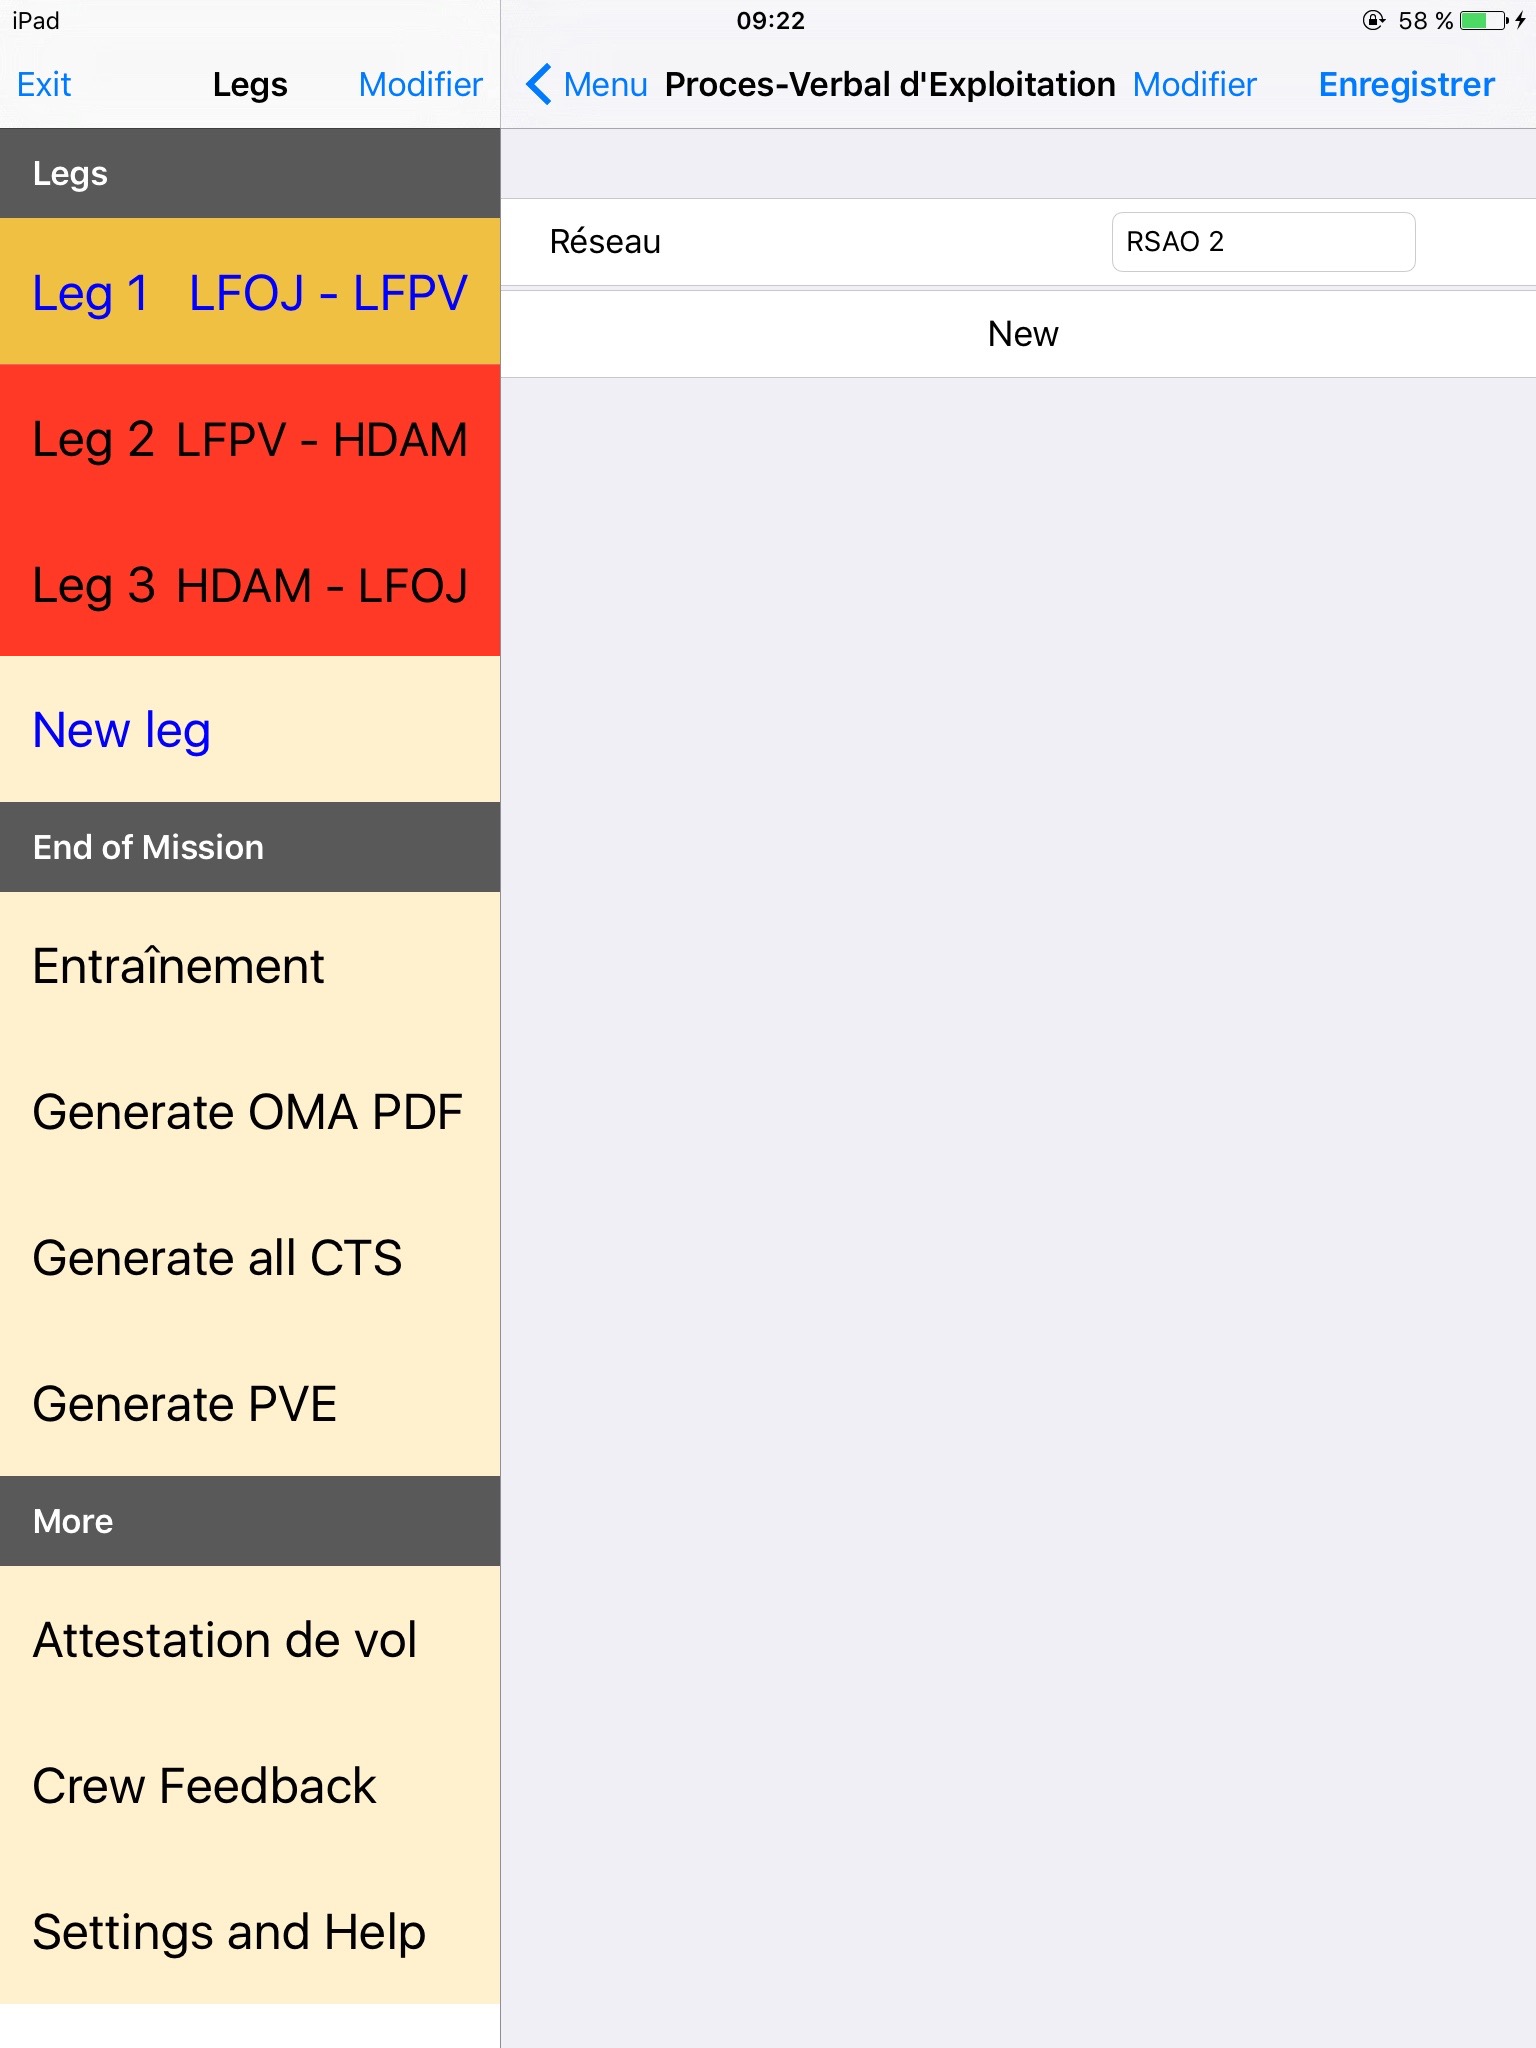 iPad 09:22 58 %
Exit Legs Modifier
Menu Proces-Verbal d'Exploitation Modifier Enregistrer
Legs
Leg 1 LFOJ - LFPV
Leg 2 LFPV - HDAM
Leg 3 HDAM - LFOJ
New leg
End of Mission
Entraînement
Generate OMA PDF
Generate all CTS
Generate PVE
More
Attestation de vol
Crew Feedback
Settings and Help
Réseau RSAO 2
New